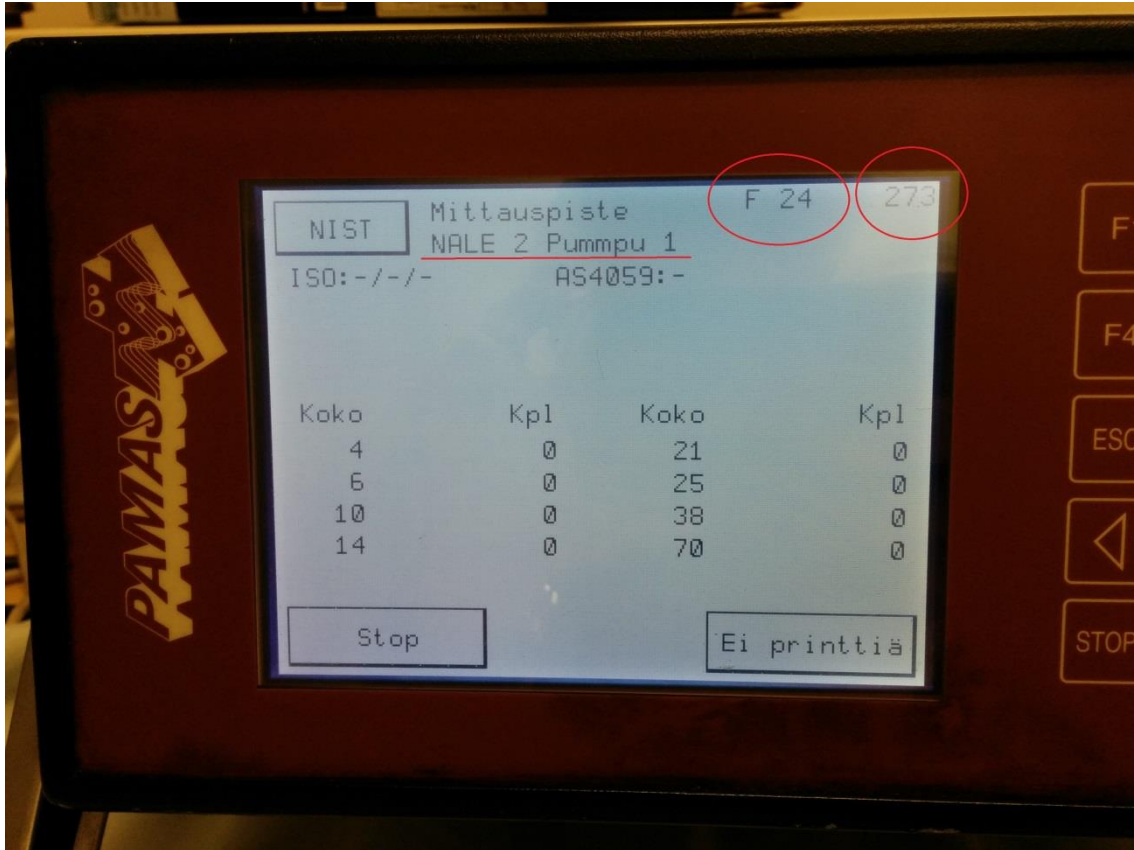 NIST
Mittauspiste
F 24
273
NALE 2 Pummpu 1
ISO:-/-/- AS4059:-
Koko Kpl Koko Kpl
4 0 21 0
6 0 25 0
10 0 38 0
14 0 70 0
Stop
Ei printtiä
PAMAS
F4
ESC
STOP